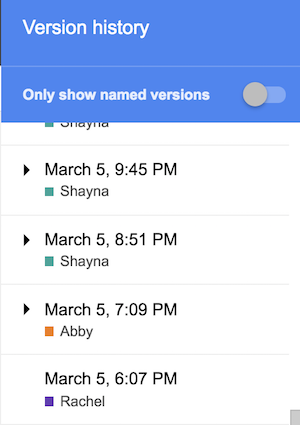 Version history
Only show named versions
Shayna
March 5, 9:45 PM
Shayna
March 5, 8:51 PM
Shayna
March 5, 7:09 PM
Abby
March 5, 6:07 PM
Rachel